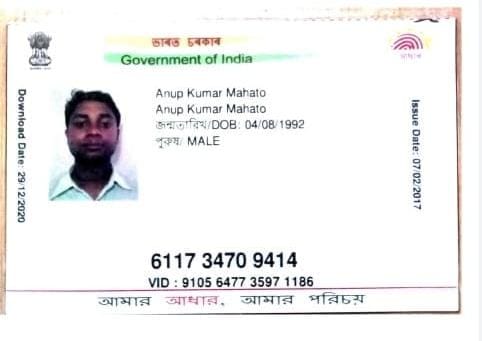 ভাৰত চৰকাৰ
Government of India
আধাৰ
Download Date: 29/12/2020
Anup Kumar Mahato
Anup Kumar Mahato
জন্মতাৰিখ/DOB: 04/08/1992
পুৰুষ/ MALE
Issue Date: 07/02/2017
6117 3470 9414
VID : 9105 6477 3597 1186
আমাৰ আধাৰ, আমাৰ পৰিচয়